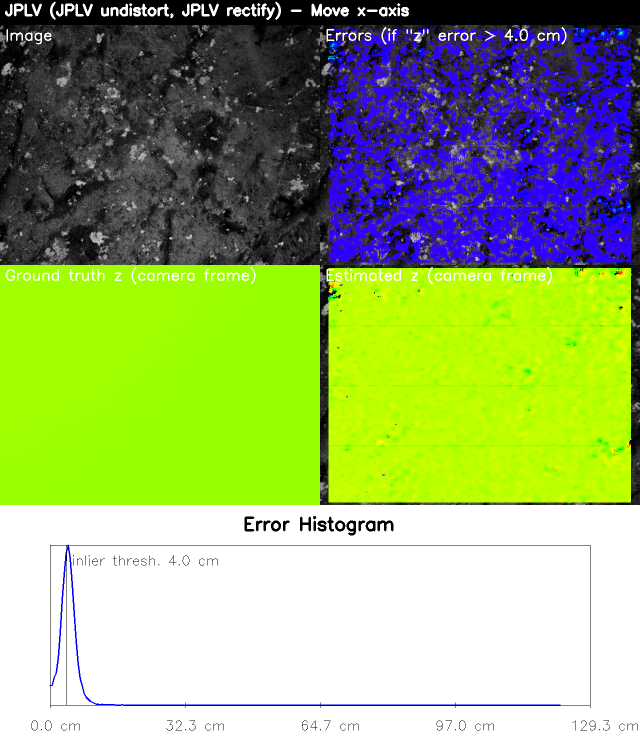 JPLV (JPLV undistort, JPLV rectify) - Move x-axis
Image
Errors (if "z" error > 4.0 cm)
Ground truth z (camera frame)
Estimated z (camera frame)
Error Histogram
inlier thresh. 4.0 cm
0.0 cm
32.3 cm
64.7 cm
97.0 cm
129.3 cm